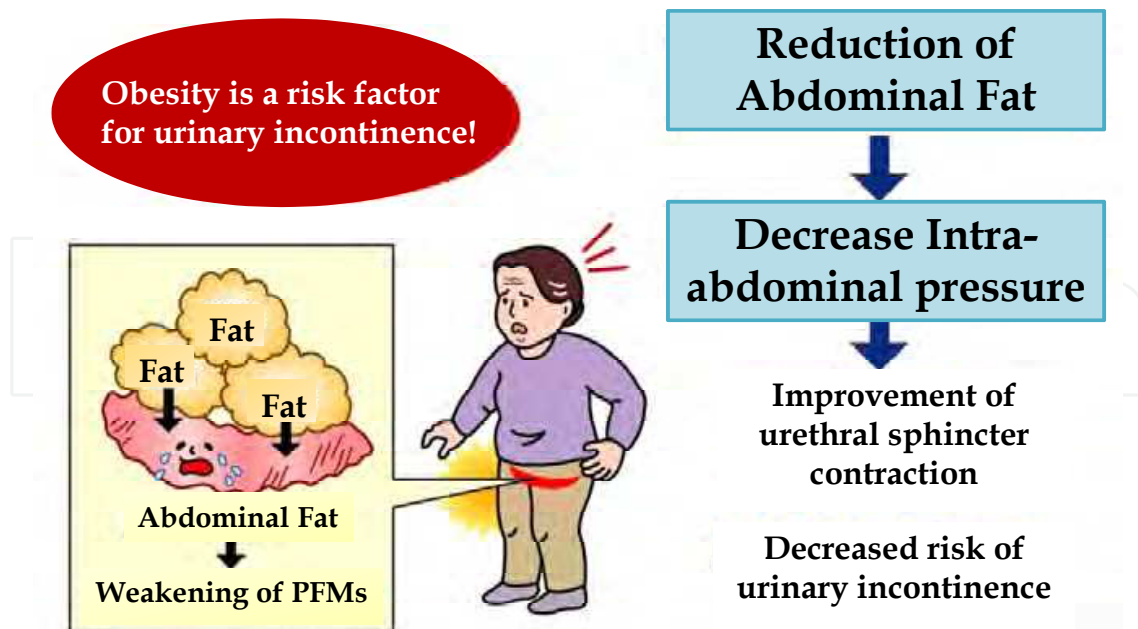 Obesity is a risk factor
for urinary incontinence!
Fat
Fat
Fat
Abdominal Fat
Weakening of PFMs
Reduction of
Abdominal Fat
Decrease Intra-
abdominal pressure
Improvement of
urethral sphincter
contraction
Decreased risk of
urinary incontinence